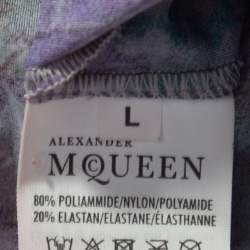 L
ALEXANDER
McQUEEN
80% POLIAMMIDE/NYLON/POLYAMIDE
20% ELASTAN/ELASTANE/ÉLASTHANNE